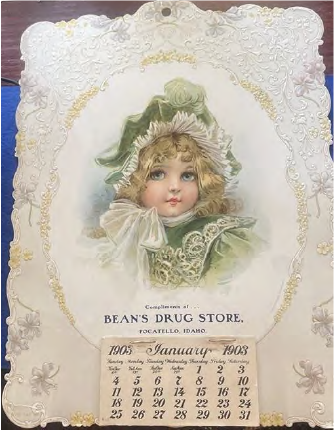 Compliments of . . .
BEAN'S DRUG STORE,
POCATELLO, IDAHO.
1903 January 1903
Sunday Monday Tuesday Wednesday Thursday Friday Saturday
1 2 3
4 5 6 7 8 9 10
11 12 13 14 15 16 17
18 19 20 21 22 23 24
25 26 27 28 29 30 31